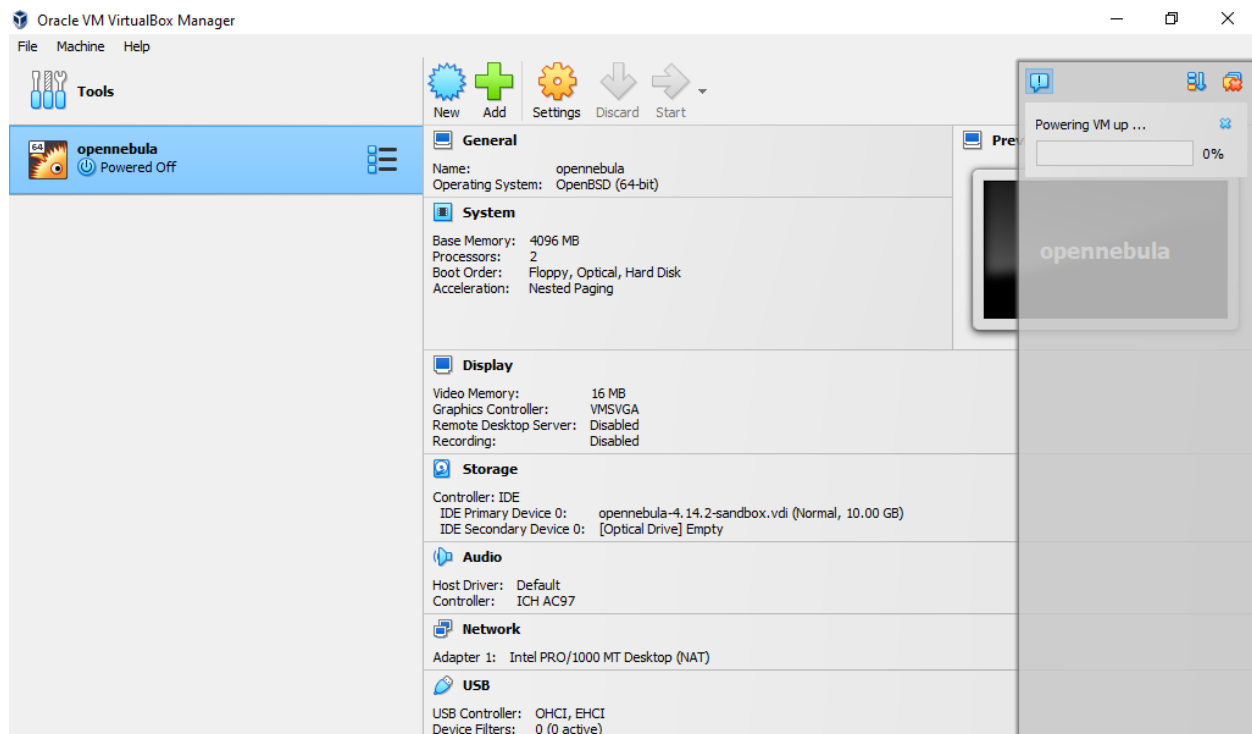 Oracle VM VirtualBox Manager
File Machine Help
Tools
New Add Settings Discard Start
64
opennebula
Powered Off
General
Name: opennebula
Operating System: OpenBSD (64-bit)
System
Base Memory: 4096 MB
Processors: 2
Boot Order: Floppy, Optical, Hard Disk
Acceleration: Nested Paging
Display
Video Memory: 16 MB
Graphics Controller: VMSVGA
Remote Desktop Server: Disabled
Recording: Disabled
Storage
Controller: IDE
IDE Primary Device 0: opennebula-4.14.2-sandbox.vdi (Normal, 10.00 GB)
IDE Secondary Device 0: [Optical Drive] Empty
Audio
Host Driver: Default
Controller: ICH AC97
Network
Adapter 1: Intel PRO/1000 MT Desktop (NAT)
USB
USB Controller: OHCI, EHCI
Device Filters: 0 (0 active)
Prev
opennebula
Powering VM up ...
0%